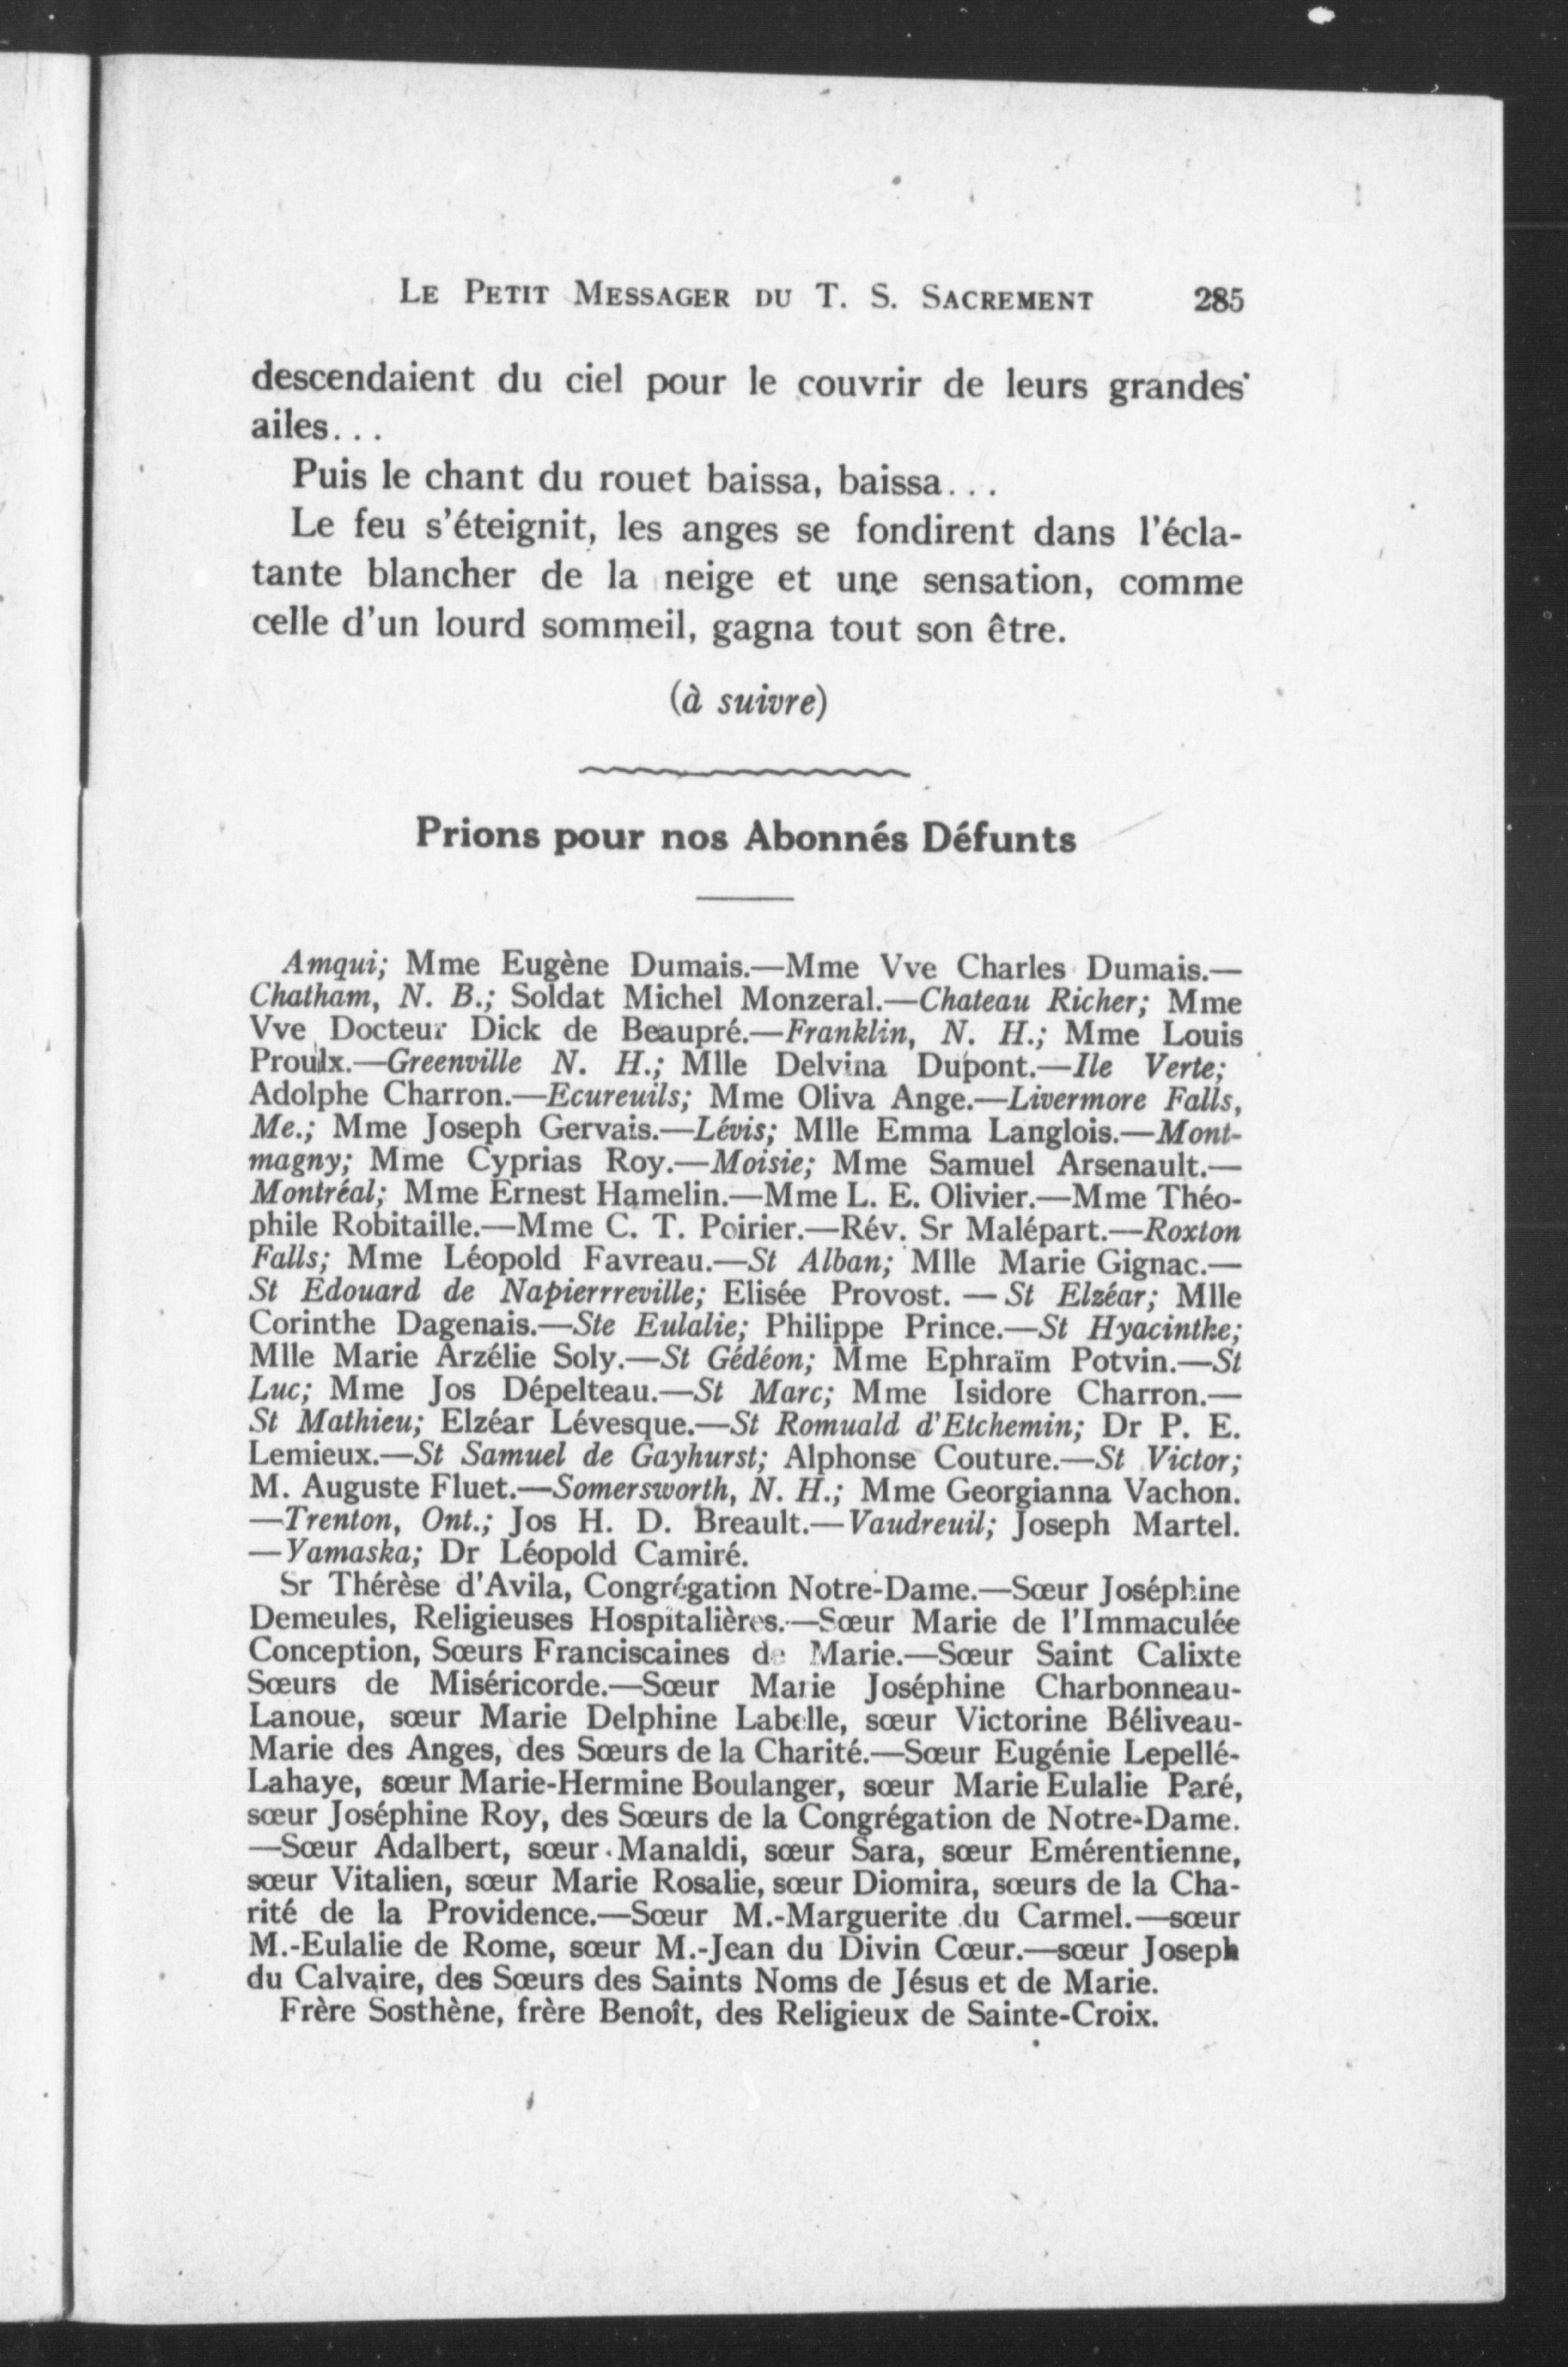 LE PETIT MESSAGER DU T. S. SACREMENT 285
descendaient du ciel pour le couvrir de leurs grandes
ailes...
Puis le chant du rouet baissa, baissa...
Le feu s'éteignit, les anges se fondirent dans l'écla-
tante blancher de la neige et une sensation, comme
celle d'un lourd sommeil, gagna tout son être.
(à suivre)
Prions pour nos Abonnés Défunts
Amqui; Mme Eugène Dumais.—Mme Vve Charles Dumais.—
Chatham, N. B.; Soldat Michel Monzeral.—Chateau Richer; Mme
Vve Docteur Dick de Beaupré.—Franklin, N. H.; Mme Louis
Proulx.—Greenville N. H.; Mlle Delvina Dupont.—Ile Verte;
Adolphe Charron.—Ecureuils; Mme Oliva Ange.—Livermore Falls,
Me.; Mme Joseph Gervais.—Lévis; Mlle Emma Langlois.—Mont-
magny; Mme Cyprias Roy.—Moisie; Mme Samuel Arsenault.—
Montréal; Mme Ernest Hamelin.—Mme L. E. Olivier.—Mme Théo-
phile Robitaille.—Mme C. T. Poirier.—Rév. Sr Malépart.—Roxton
Falls; Mme Léopold Favreau.—St Alban; Mlle Marie Gignac.—
St Edouard de Napierrreville; Elisée Provost. — St Elzéar; Mlle
Corinthe Dagenais.—Ste Eulalie; Philippe Prince.—St Hyacinthe;
Mlle Marie Arzélie Soly.—St Gédéon; Mme Ephraïm Potvin.—St
Luc; Mme Jos Dépelteau.—St Marc; Mme Isidore Charron.—
St Mathieu; Elzéar Lévesque.—St Romuald d'Etchemin; Dr P. E.
Lemieux.—St Samuel de Gayhurst; Alphonse Couture.—St Victor;
M. Auguste Fluet.—Somersworth, N. H.; Mme Georgianna Vachon.
—Trenton, Ont.; Jos H. D. Breault.—Vaudreuil; Joseph Martel.
—Yamaska; Dr Léopold Camiré.
Sr Thérèse d'Avila, Congrégation Notre-Dame.—Sœur Joséphine
Demeules, Religieuses Hospitalières.—Sœur Marie de l'Immaculée
Conception, Sœurs Franciscaines de Marie.—Sœur Saint Calixte
Sœurs de Miséricorde.—Sœur Marie Joséphine Charbonneau-
Lanoue, sœur Marie Delphine Labelle, sœur Victorine Béliveau-
Marie des Anges, des Sœurs de la Charité.—Sœur Eugénie Lepellé-
Lahaye, sœur Marie-Hermine Boulanger, sœur Marie Eulalie Paré,
sœur Joséphine Roy, des Sœurs de la Congrégation de Notre-Dame.
—Sœur Adalbert, sœur Manaldi, sœur Sara, sœur Emérentienne,
sœur Vitalien, sœur Marie Rosalie, sœur Diomira, sœurs de la Cha-
rité de la Providence.—Sœur M.-Marguerite du Carmel.—sœur
M.-Eulalie de Rome, sœur M.-Jean du Divin Cœur.—sœur Joseph
du Calvaire, des Sœurs des Saints Noms de Jésus et de Marie.
Frère Sosthène, frère Benoît, des Religieux de Sainte-Croix.